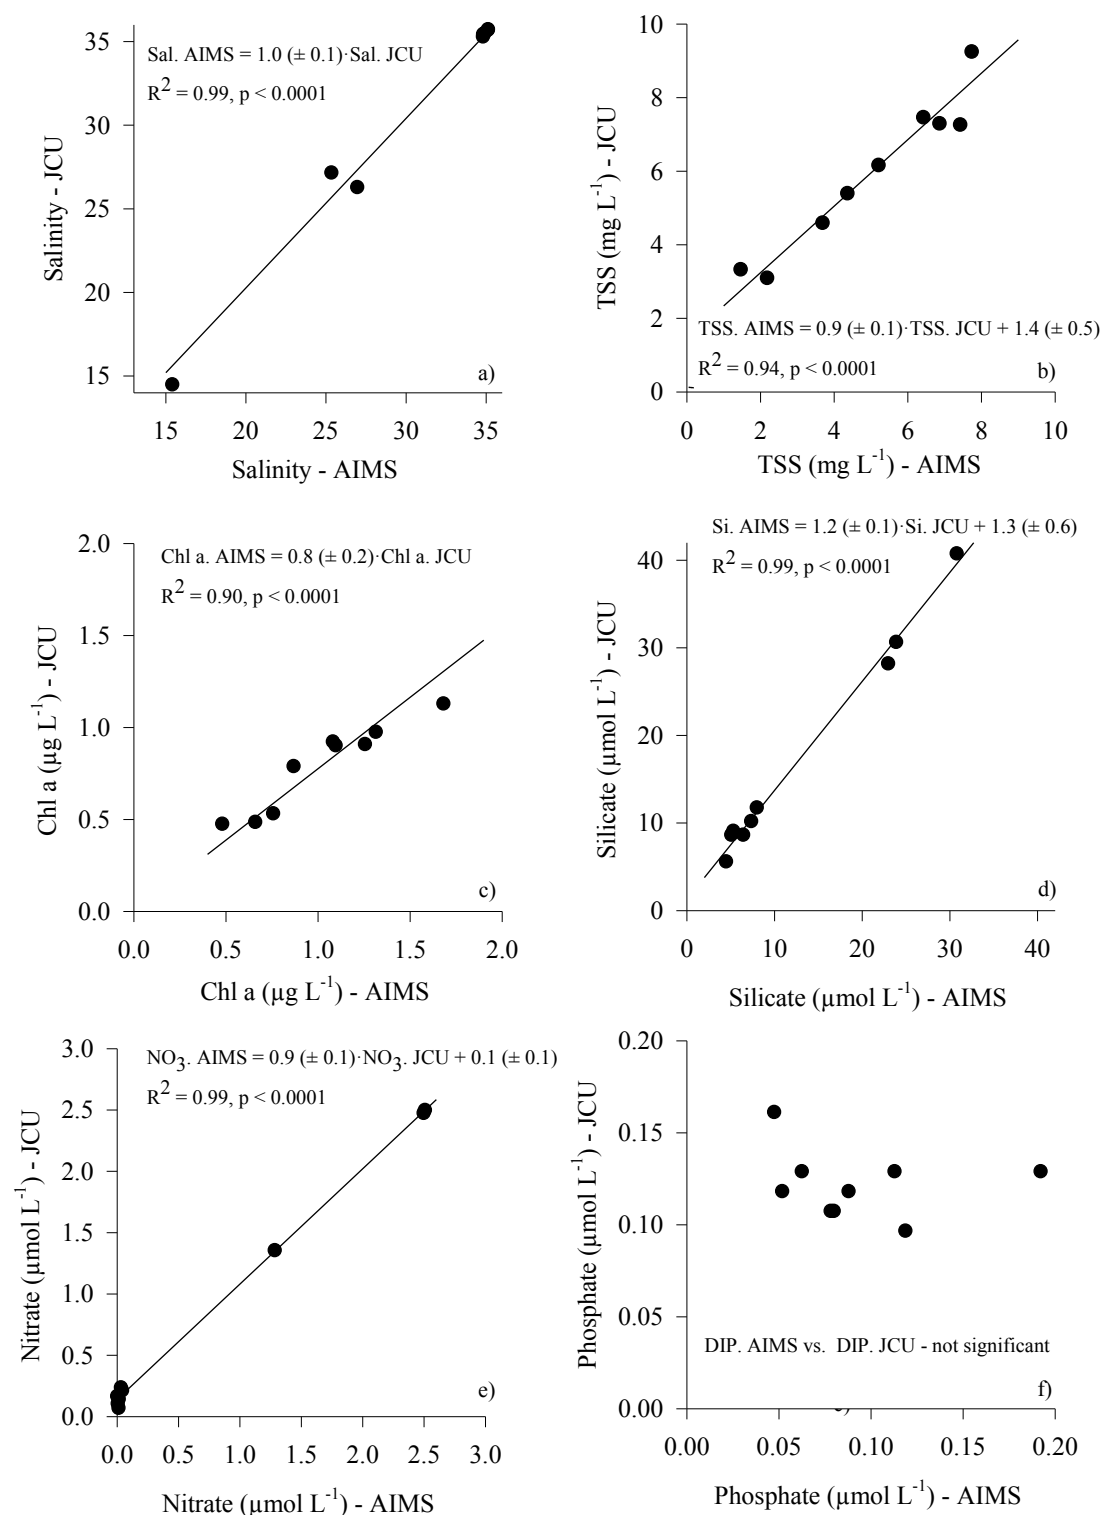 Sal. AIMS = 1.0 (± 0.1)·Sal. JCU
R² = 0.99, p < 0.0001
Salinity - JCU
35
30
25
20
15
a)
15 20 25 30 35
Salinity - AIMS
TSS (mg L⁻¹) - JCU
10
8
6
4
2
0
TSS. AIMS = 0.9 (± 0.1)·TSS. JCU + 1.4 (± 0.5)
R² = 0.94, p < 0.0001
b)
0 2 4 6 8 10
TSS (mg L⁻¹) - AIMS
Chl a. AIMS = 0.8 (± 0.2)·Chl a. JCU
R² = 0.90, p < 0.0001
Chl a (µg L⁻¹) - JCU
2.0
1.5
1.0
0.5
0.0
c)
0.0 0.5 1.0 1.5 2.0
Chl a (µg L⁻¹) - AIMS
Si. AIMS = 1.2 (± 0.1)·Si. JCU + 1.3 (± 0.6)
R² = 0.99, p < 0.0001
Silicate (µmol L⁻¹) - JCU
40
30
20
10
0
d)
0 10 20 30 40
Silicate (µmol L⁻¹) - AIMS
NO₃. AIMS = 0.9 (± 0.1)·NO₃. JCU + 0.1 (± 0.1)
R² = 0.99, p < 0.0001
Nitrate (µmol L⁻¹) - JCU
3.0
2.5
2.0
1.5
1.0
0.5
0.0
e)
0.0 0.5 1.0 1.5 2.0 2.5 3.0
Nitrate (µmol L⁻¹) - AIMS
Phosphate (µmol L⁻¹) - JCU
0.20
0.15
0.10
0.05
0.00
DIP. AIMS vs. DIP. JCU - not significant
f)
0.00 0.05 0.10 0.15 0.20
Phosphate (µmol L⁻¹) - AIMS